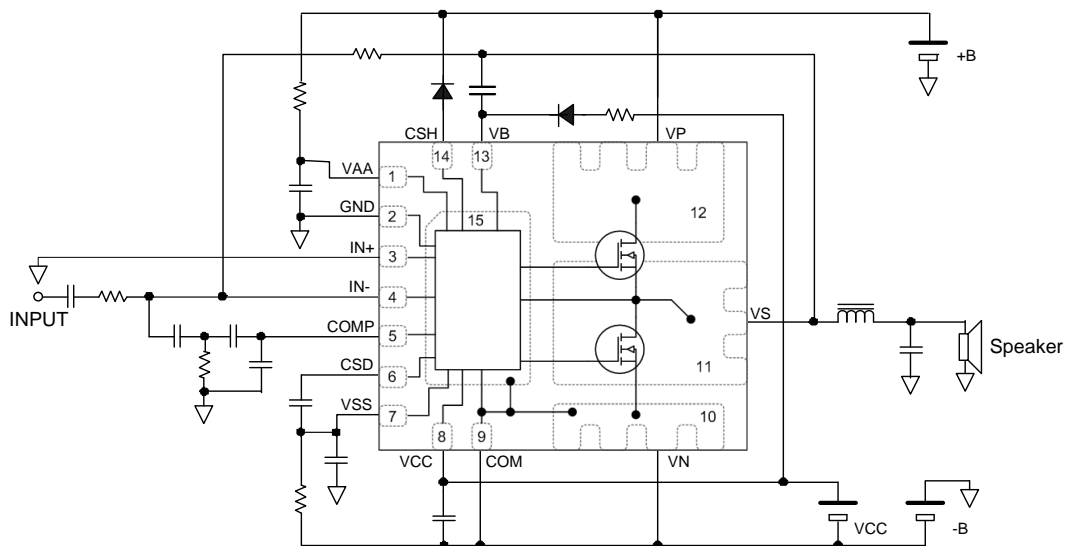 +B
CSH
VB
VP
14
13
VAA
1
12
GND
2
15
IN+
3
IN-
4
INPUT
VS
COMP
5
Speaker
CSD
6
11
VSS
7
10
8
9
VCC
COM
VN
VCC
-B